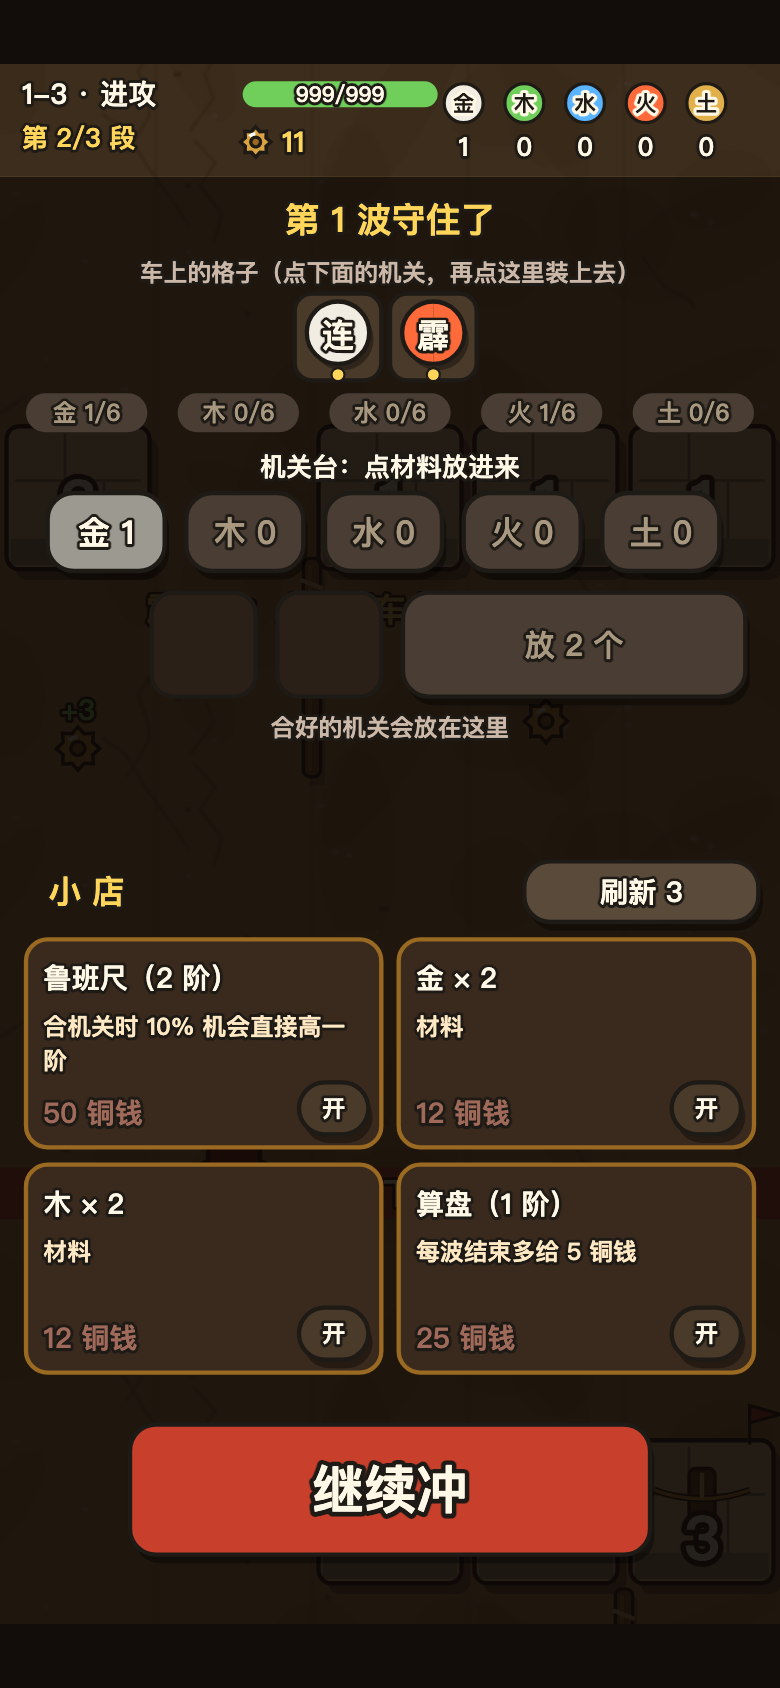 1–3 · 进攻
999/999
金 木 水 火 土
第 2/3 段
11
1 0 0 0 0
第 1 波守住了
车上的格子（点下面的机关，再点这里装上去）
连 霹
金 1/6 木 0/6 水 0/6 火 1/6 土 0/6
机关台：点材料放进来
金 1 木 0 水 0 火 0 土 0
车
放 2 个
+3
合好的机关会放在这里
小 店
刷新 3
鲁班尺（2 阶）
合机关时 10% 机会直接高一
阶
50 铜钱
开
金 × 2
材料
12 铜钱
开
木 × 2
材料
12 铜钱
开
算盘（1 阶）
每波结束多给 5 铜钱
25 铜钱
开
继续冲
3